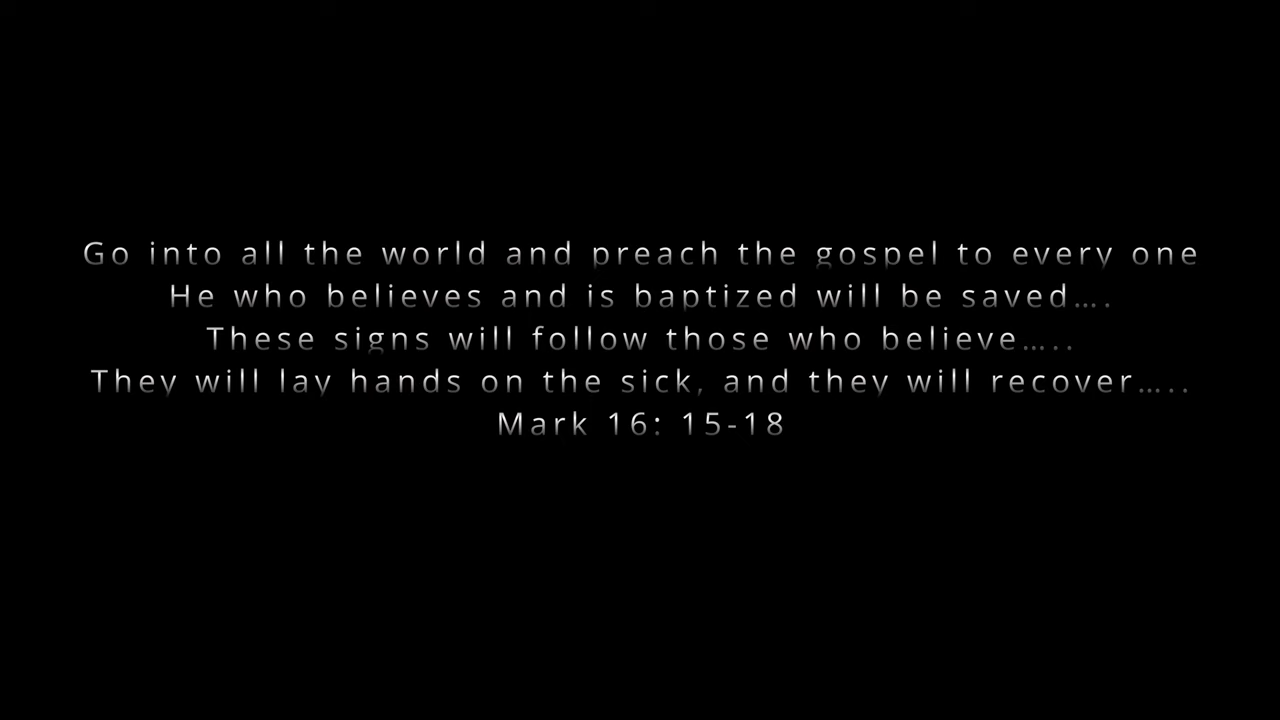 Go into all the world and preach the gospel to every one
He who believes and is baptized will be saved….
These signs will follow those who believe…..
They will lay hands on the sick, and they will recover…..
Mark 16: 15-18